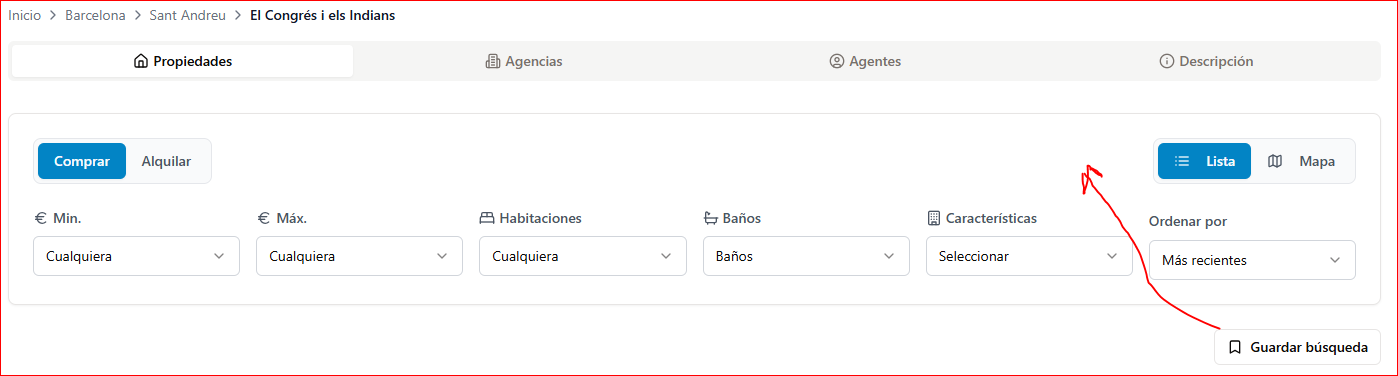 Inicio > Barcelona > Sant Andreu > El Congrés i els Indians
Propiedades Agencias Agentes Descripción
Comprar Alquilar Lista Mapa
€ Min. € Máx. Habitaciones Baños Características Ordenar por
Cualquiera Cualquiera Cualquiera Baños Seleccionar Más recientes
Guardar búsqueda